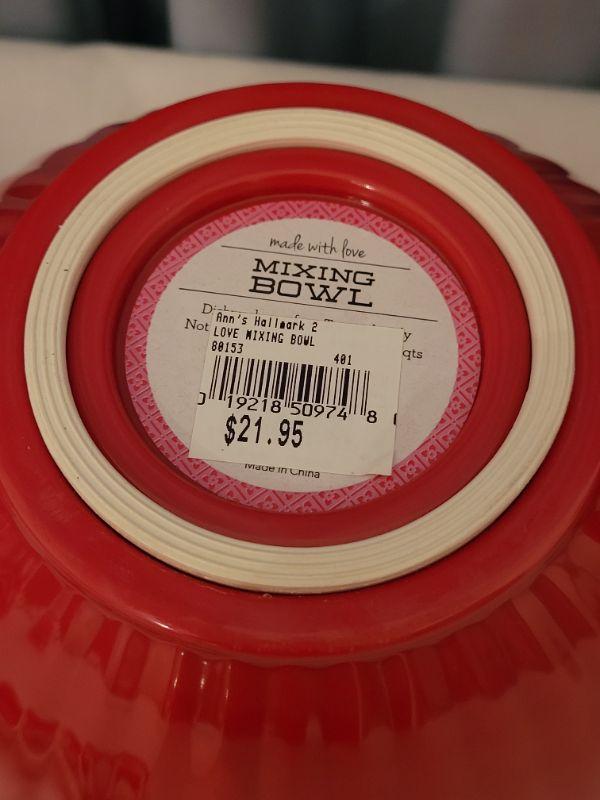 made with love
MIXING
BOWL
Not
qts
Ann's Hallmark 2
LOVE MIXING BOWL
80153 401
19218 50974 8
$21.95
Made in China